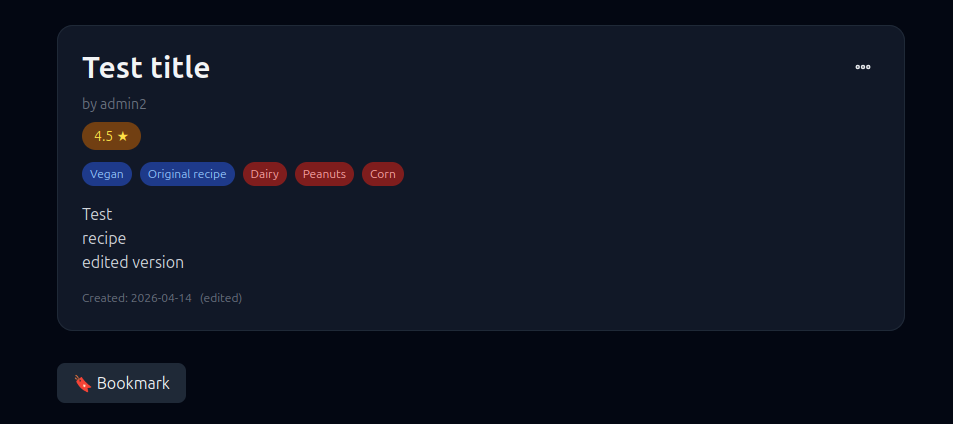 Test title
by admin2
4.5 ★
Vegan Original recipe Dairy Peanuts Corn
Test
recipe
edited version
Created: 2026-04-14 (edited)
🔖 Bookmark